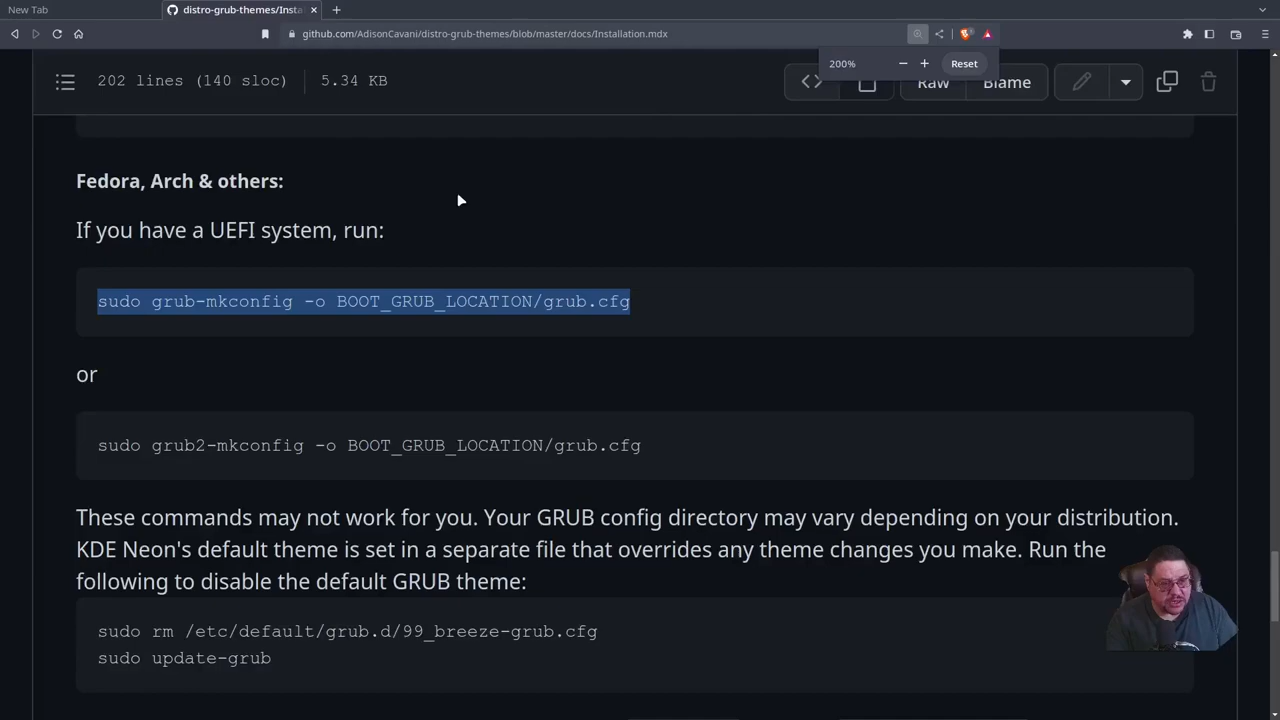 New Tab
distro-grub-themes/Insta
github.com/AdisonCavani/distro-grub-themes/blob/master/docs/Installation.mdx
200%
Reset
202 lines (140 sloc)
5.34 KB
Raw
Blame
Fedora, Arch & others:
If you have a UEFI system, run:
sudo grub-mkconfig -o BOOT_GRUB_LOCATION/grub.cfg
or
sudo grub2-mkconfig -o BOOT_GRUB_LOCATION/grub.cfg
These commands may not work for you. Your GRUB config directory may vary depending on your distribution.
KDE Neon's default theme is set in a separate file that overrides any theme changes you make. Run the
following to disable the default GRUB theme:
sudo rm /etc/default/grub.d/99_breeze-grub.cfg
sudo update-grub